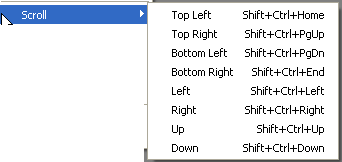 Scroll
Top Left Shift+Ctrl+Home
Top Right Shift+Ctrl+PgUp
Bottom Left Shift+Ctrl+PgDn
Bottom Right Shift+Ctrl+End
Left Shift+Ctrl+Left
Right Shift+Ctrl+Right
Up Shift+Ctrl+Up
Down Shift+Ctrl+Down